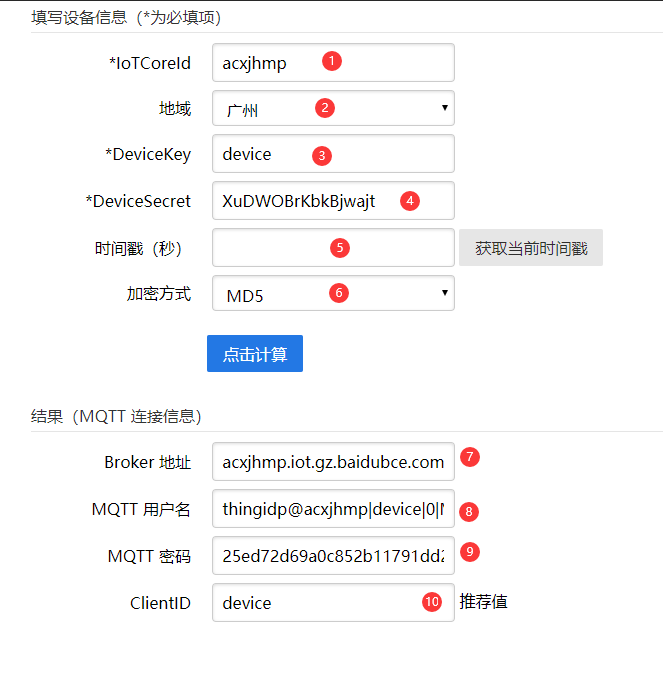 填写设备信息（*为必填项）
*IoTCoreId acxjhmp 1
地域 广州 2
*DeviceKey device 3
*DeviceSecret XuDWOBrKbkBjwajt 4
时间戳（秒） 5 获取当前时间戳
加密方式 MD5 6
点击计算
结果（MQTT 连接信息）
Broker 地址 acxjhmp.iot.gz.baidubce.com 7
MQTT 用户名 thingidp@acxjhmp|device|0| 8
MQTT 密码 25ed72d69a0c852b11791dd2 9
ClientID device 10 推荐值